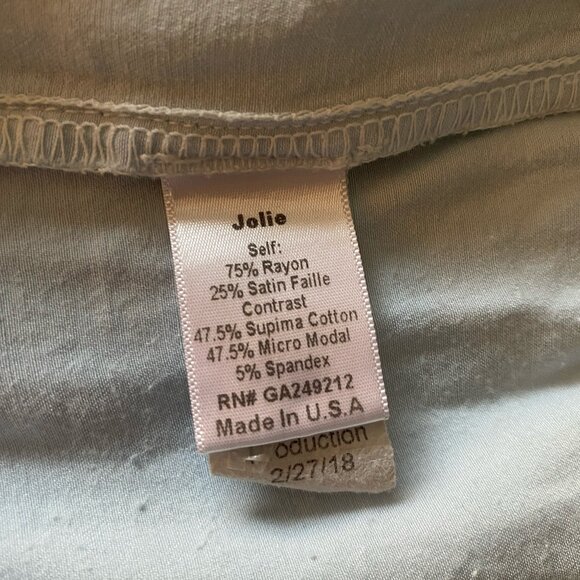 Jolie
Self:
75% Rayon
25% Satin Faille
Contrast
47.5% Supima Cotton
47.5% Micro Modal
5% Spandex
RN# GA249212
Made In U.S.A
oduction
2/27/18